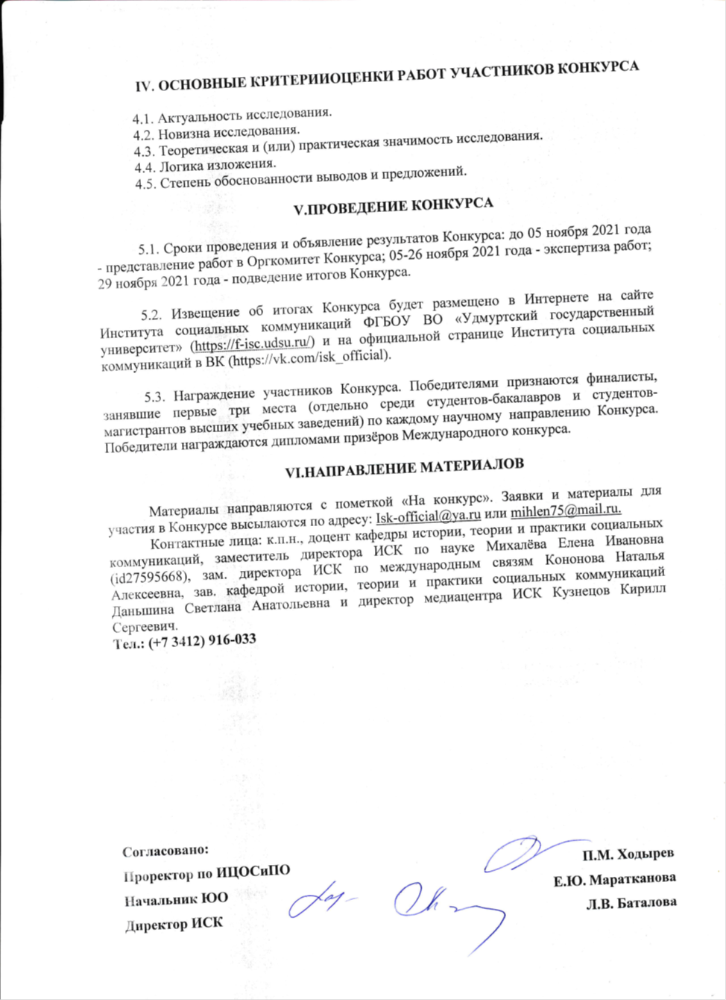 IV. ОСНОВНЫЕ КРИТЕРИИОЦЕНКИ РАБОТ УЧАСТНИКОВ КОНКУРСА
4.1. Актуальность исследования.
4.2. Новизна исследования.
4.3. Теоретическая и (или) практическая значимость исследования.
4.4. Логика изложения.
4.5. Степень обоснованности выводов и предложений.
V.ПРОВЕДЕНИЕ КОНКУРСА
5.1. Сроки проведения и объявление результатов Конкурса: до 05 ноября 2021 года
- представление работ в Оргкомитет Конкурса; 05-26 ноября 2021 года - экспертиза работ;
29 ноября 2021 года - подведение итогов Конкурса.
5.2. Извещение об итогах Конкурса будет размещено в Интернете на сайте
Института социальных коммуникаций ФГБОУ ВО «Удмуртский государственный
университет» (https://f-isc.udsu.ru/) и на официальной странице Института социальных
коммуникаций в ВК (https://vk.com/isk_official).
5.3. Награждение участников Конкурса. Победителями признаются финалисты,
занявшие первые три места (отдельно среди студентов-бакалавров и студентов-
магистрантов высших учебных заведений) по каждому научному направлению Конкурса.
Победители награждаются дипломами призёров Международного конкурса.
VI.НАПРАВЛЕНИЕ МАТЕРИАЛОВ
Материалы направляются с пометкой «На конкурс». Заявки и материалы для
участия в Конкурсе высылаются по адресу: Isk-official@ya.ru или mihlen75@mail.ru.
Контактные лица: к.п.н., доцент кафедры истории, теории и практики социальных
коммуникаций, заместитель директора ИСК по науке Михалёва Елена Ивановна
(id27595668), зам. директора ИСК по международным связям Кононова Наталья
Алексеевна, зав. кафедрой истории, теории и практики социальных коммуникаций
Даньшина Светлана Анатольевна и директор медиацентра ИСК Кузнецов Кирилл
Сергеевич.
Тел.: (+7 3412) 916-033
Согласовано:
Проректор по ИЦОСиПО
П.М. Ходырев
Начальник ЮО
Е.Ю. Маратканова
Директор ИСК
Л.В. Баталова